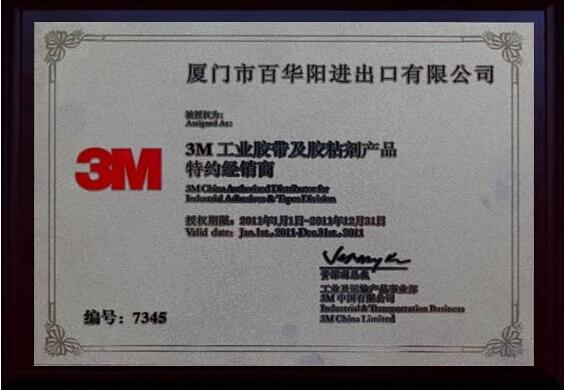 厦门市百华阳进出口有限公司
被授权为:
Assigned As:
3M
3M 工业胶带及胶粘剂产品
特约经销商
3M China Authorized Distributor for
Industrial Adhesives & Tapes Division
授权期限: 2011年1月1日-2011年12月31日
Valid date: Jan.1st., 2011-Dec.31st., 2011
工业及运输产品事业部
3M 中国有限公司
Industrial & Transportation Business
3M China Limited
编号: 7345